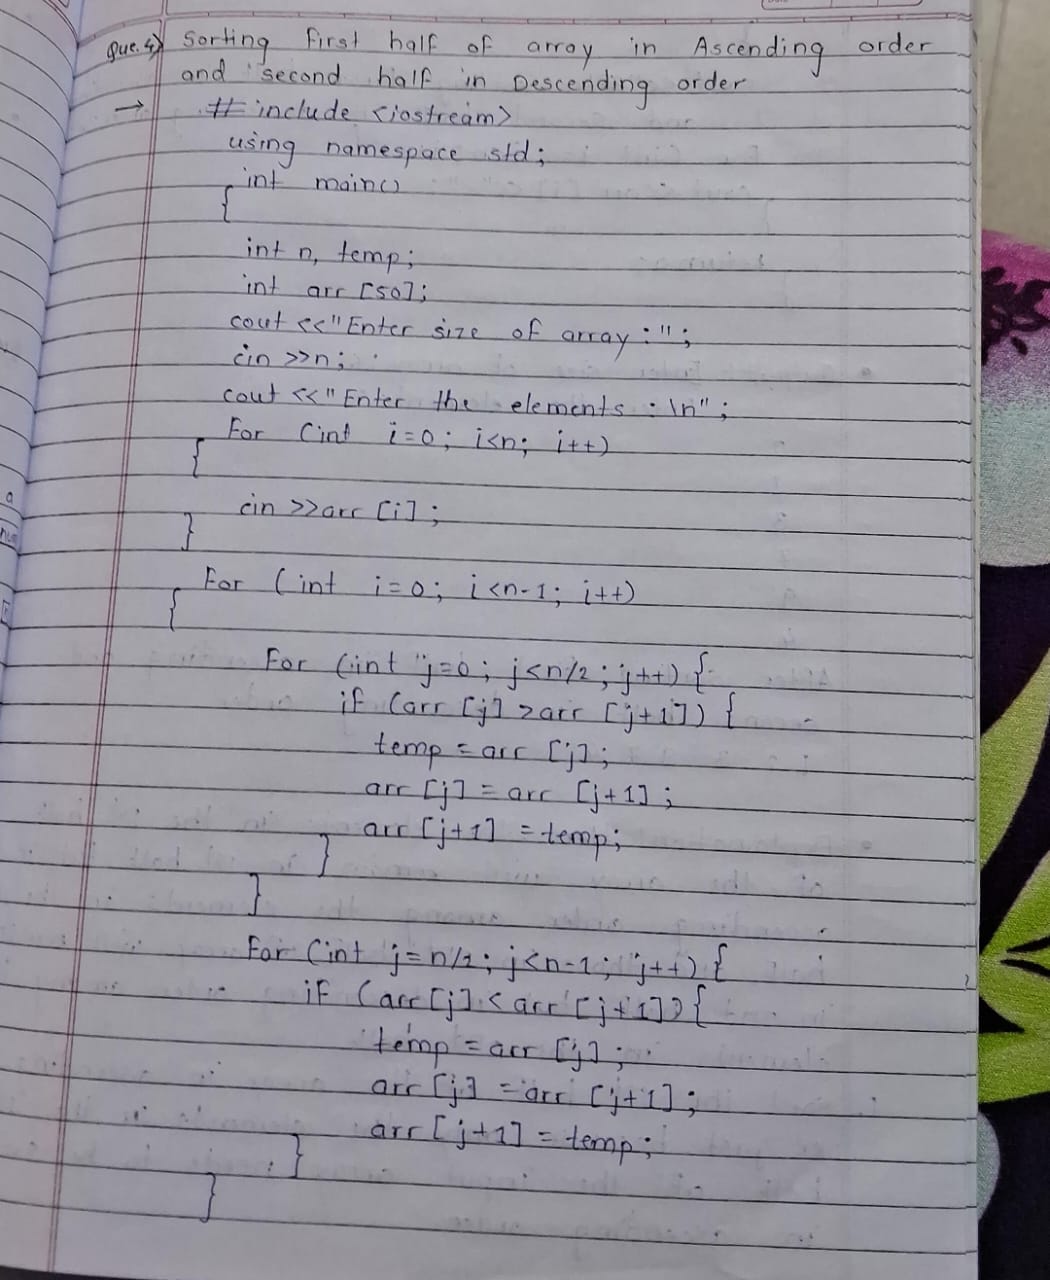 Que.4) Sorting first half of array in Ascending order
and second half in Descending order
→ # include <iostream>
using namespace std;
int main()
{
int n, temp;
int arr [50];
cout <<"Enter size of array :";
cin >>n;
cout <<"Enter the elements : \n";
For (int i=0; i<n; i++)
{
cin >>arr [i];
}
For (int i=0; i<n-1; i++)
{
For (int j=0; j<n/2; j++) {
if (arr [j] >arr [j+1]) {
temp = arr [j];
arr [j] = arr [j+1];
arr [j+1] = temp;
}
}
For (int j=n/2; j<n-1; j++) {
if (arr [j] < arr [j+1]) {
temp = arr [j];
arr [j] = arr [j+1];
arr [j+1] = temp;
}
}